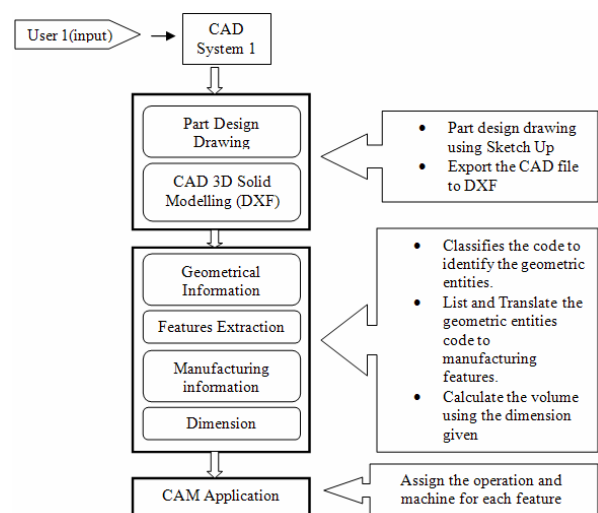 User 1(input)
CAD
System 1
Part Design
Drawing
CAD 3D Solid
Modelling (DXF)
• Part design drawing
using Sketch Up
• Export the CAD file
to DXF
Geometrical
Information
Features Extraction
Manufacturing
information
Dimension
• Classifies the code to
identify the geometric
entities.
• List and Translate the
geometric entities
code to
manufacturing
features.
• Calculate the volume
using the dimension
given
CAM Application
Assign the operation and
machine for each feature